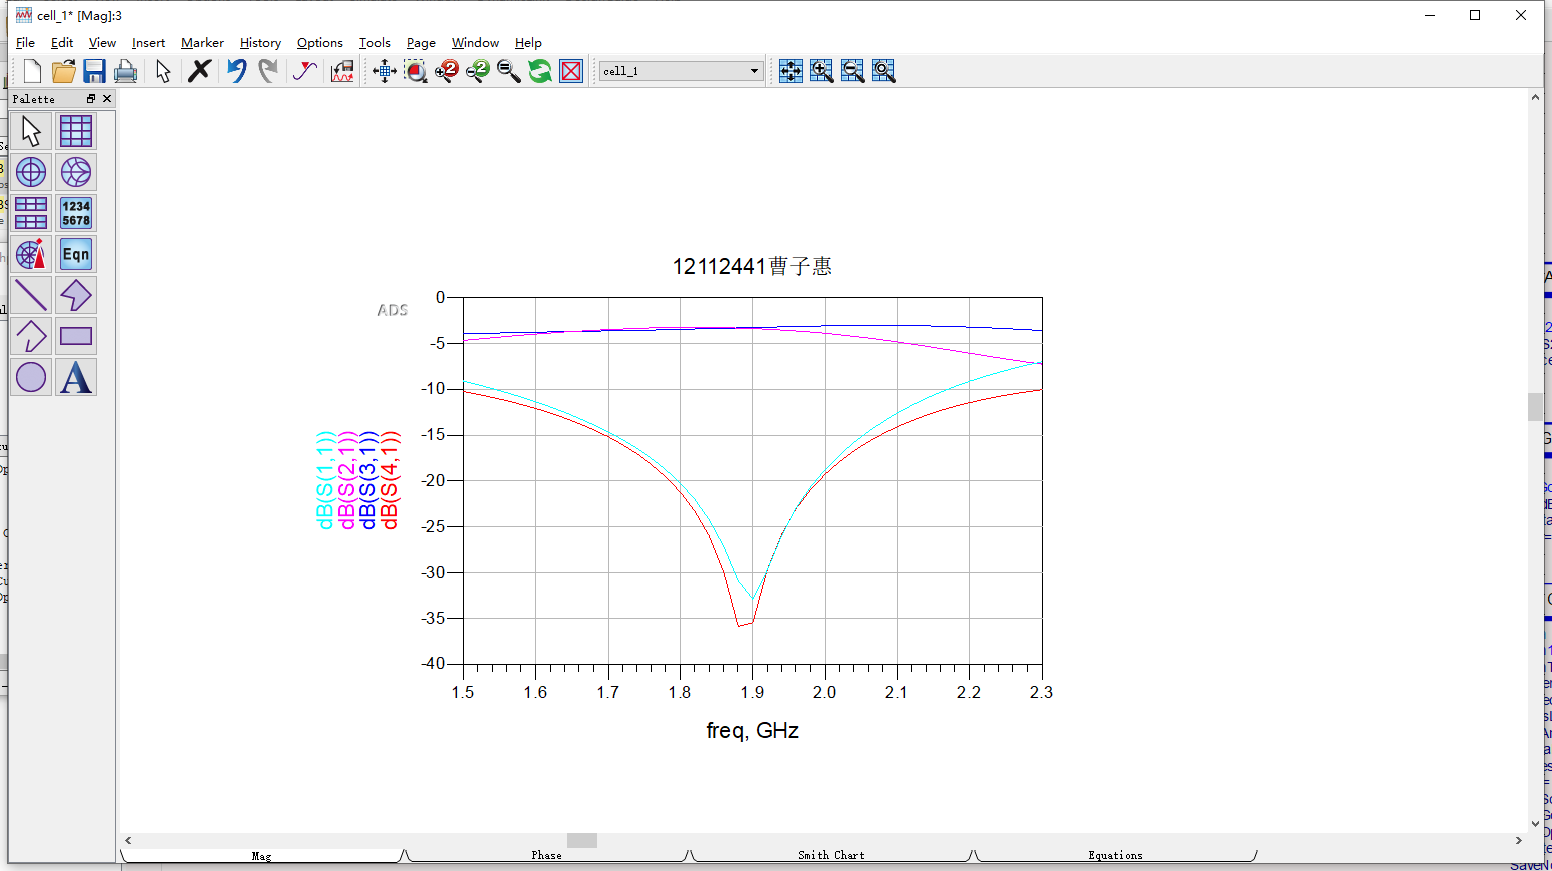 cell_1* [Mag]:3
File Edit View Insert Marker History Options Tools Page Window Help
cell_1
Palette
1234
5678
Eqn
A
12112441曹子惠
ADS
0
-5
-10
-15
-20
-25
-30
-35
-40
dB(S(1,1))
dB(S(2,1))
dB(S(3,1))
dB(S(4,1))
1.5 1.6 1.7 1.8 1.9 2.0 2.1 2.2 2.3
freq, GHz
Mag Phase Smith Chart Equations